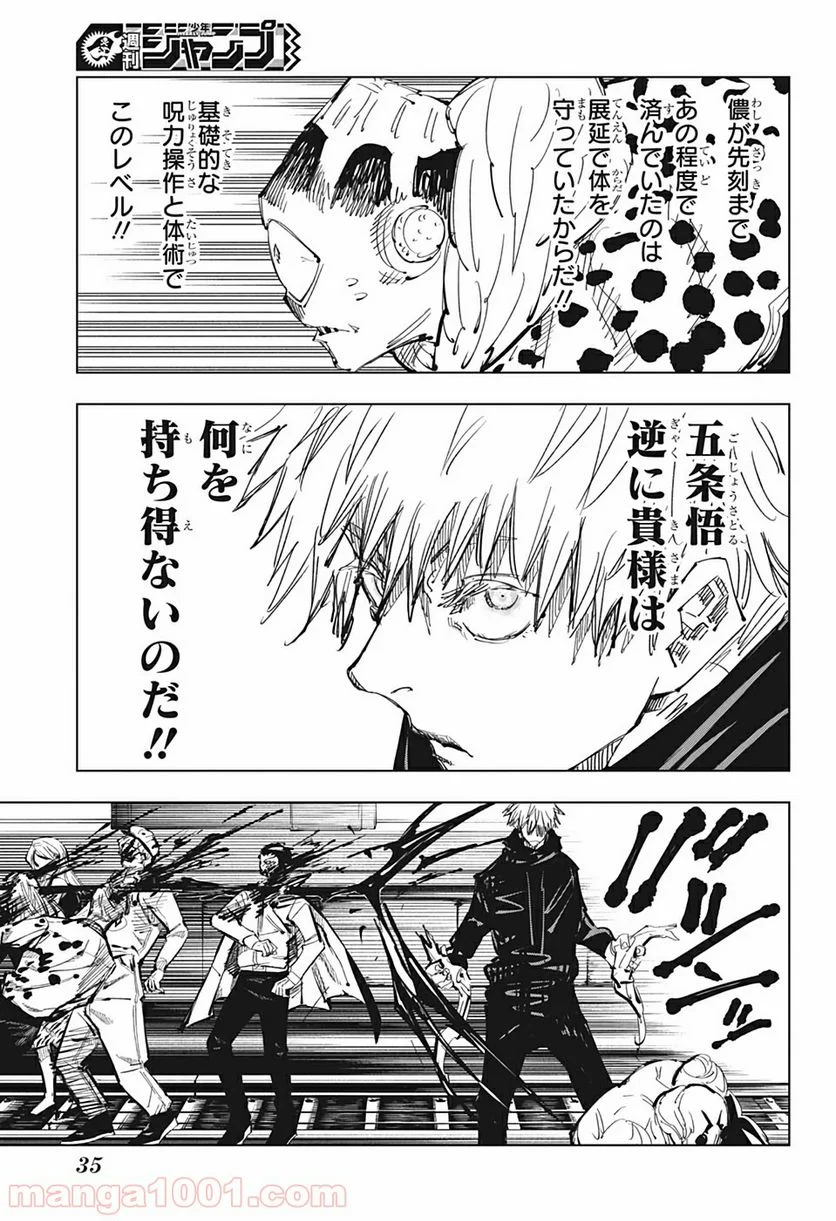 週刊少年ジャンプ
儂が先刻まで
あの程度で
済んでいたのは
展延で体を
守っていたからだ!!
基礎的な
呪力操作と体術で
このレベル!!
五条悟
逆に貴様は
何を
持ち得ないのだ!!
35
manga1001.com